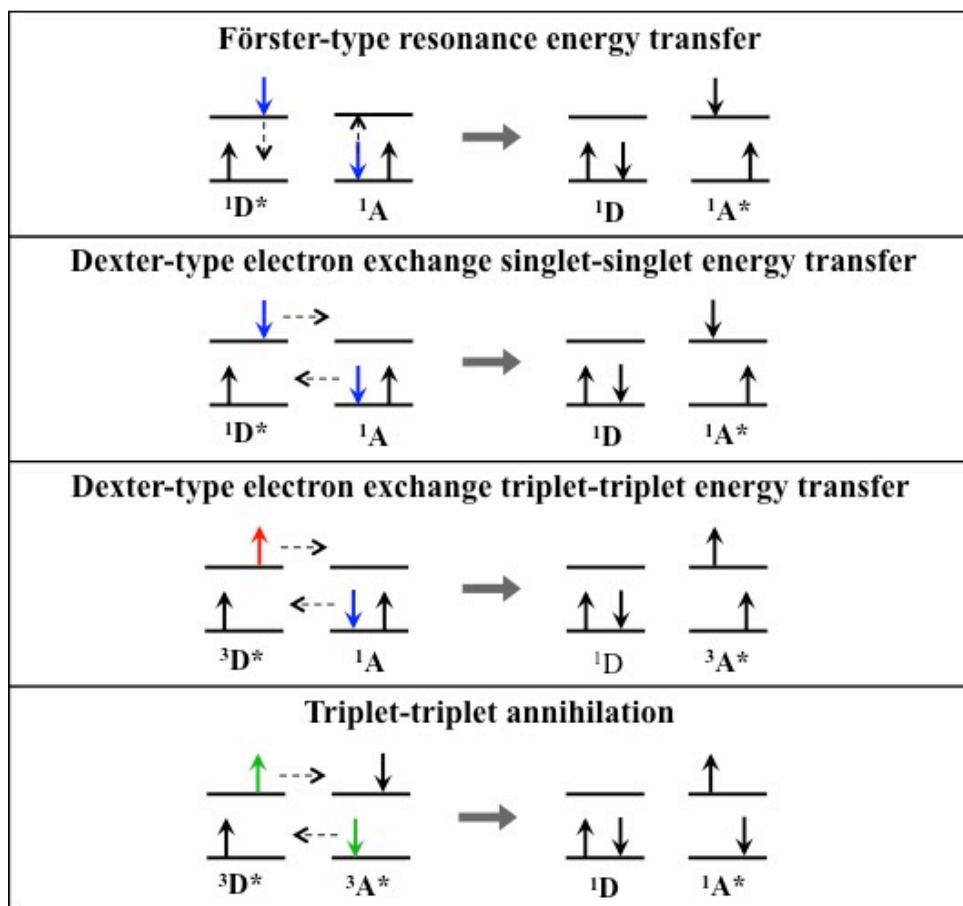 Förster-type resonance energy transfer
¹D* ¹A ¹D ¹A*
Dexter-type electron exchange singlet-singlet energy transfer
¹D* ¹A ¹D ¹A*
Dexter-type electron exchange triplet-triplet energy transfer
³D* ¹A ¹D ³A*
Triplet-triplet annihilation
³D* ³A* ¹D ¹A*